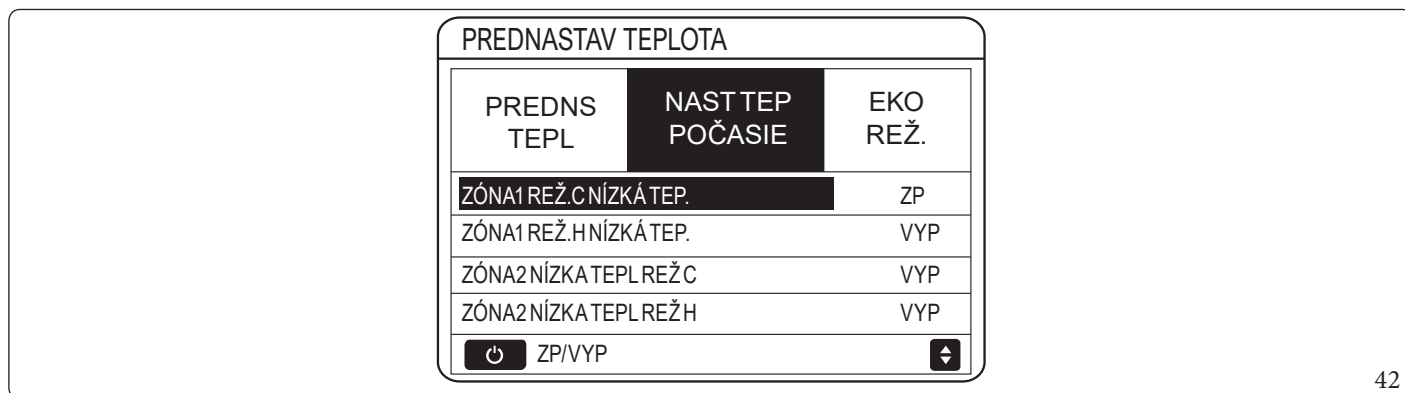 PREDNASTAV TEPLOTA
PREDNS TEPL
NAST TEP POČASIE
EKO REŽ.
ZÓNA1 REŽ.C NÍZKÁ TEP. ZP
ZÓNA1 REŽ.H NÍZKÁ TEP. VYP
ZÓNA2 NÍZKA TEPL REŽ C VYP
ZÓNA2 NÍZKA TEPL REŽ H VYP
ZP/VYP
42